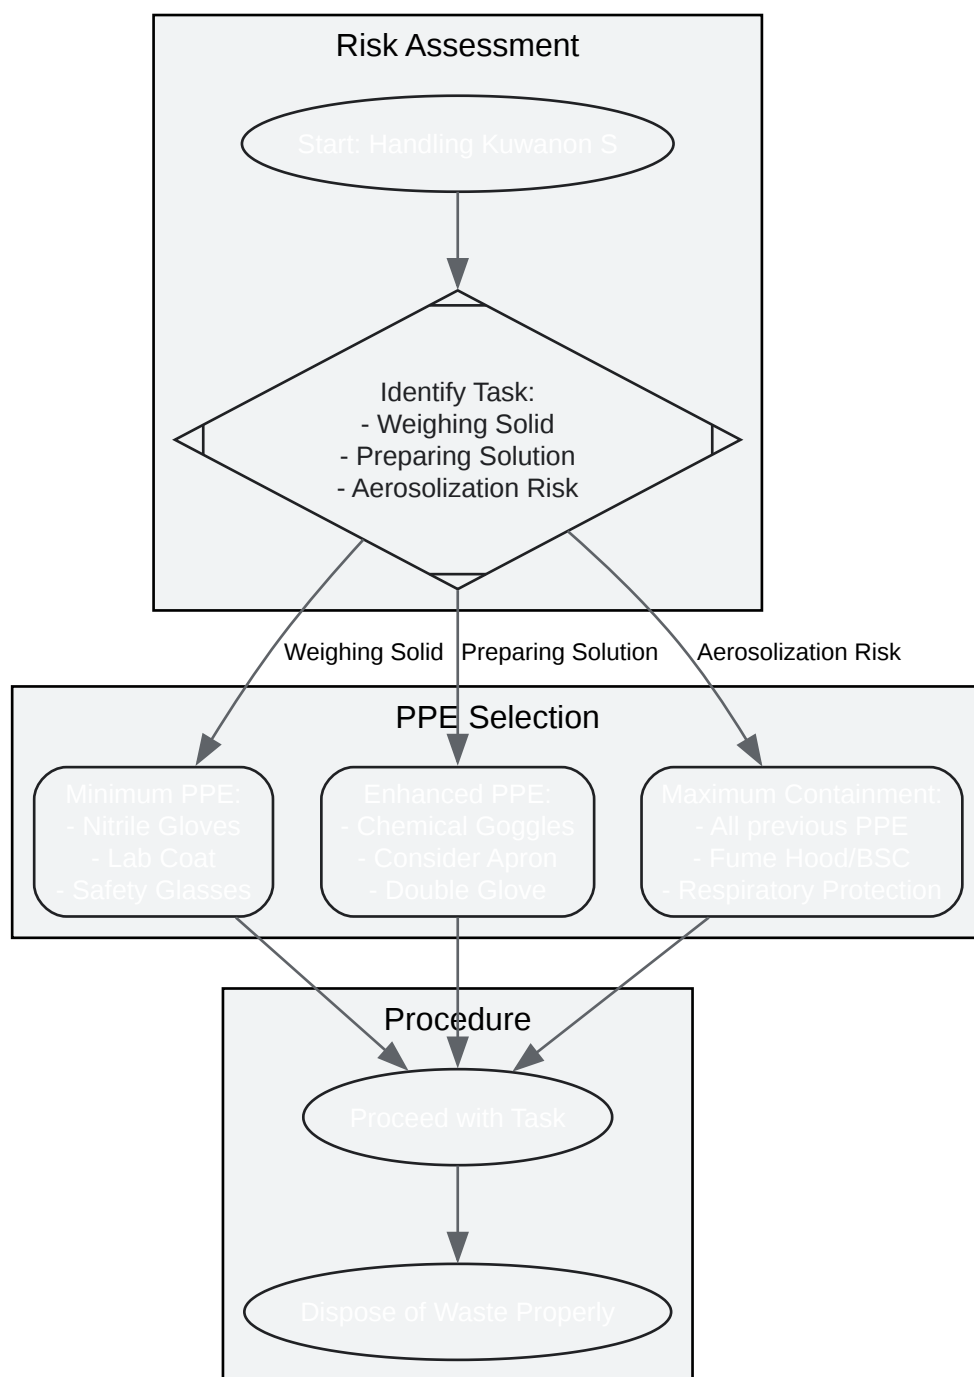 Risk Assessment
Start: Handling Kuwanon S
Identify Task:
- Weighing Solid
- Preparing Solution
- Aerosolization Risk
Weighing Solid
Preparing Solution
Aerosolization Risk
PPE Selection
Minimum PPE:
- Nitrile Gloves
- Lab Coat
- Safety Glasses
Enhanced PPE:
- Chemical Goggles
- Consider Apron
- Double Glove
Maximum Containment:
- All previous PPE
- Fume Hood/BSC
- Respiratory Protection
Procedure
Proceed with Task
Dispose of Waste Properly